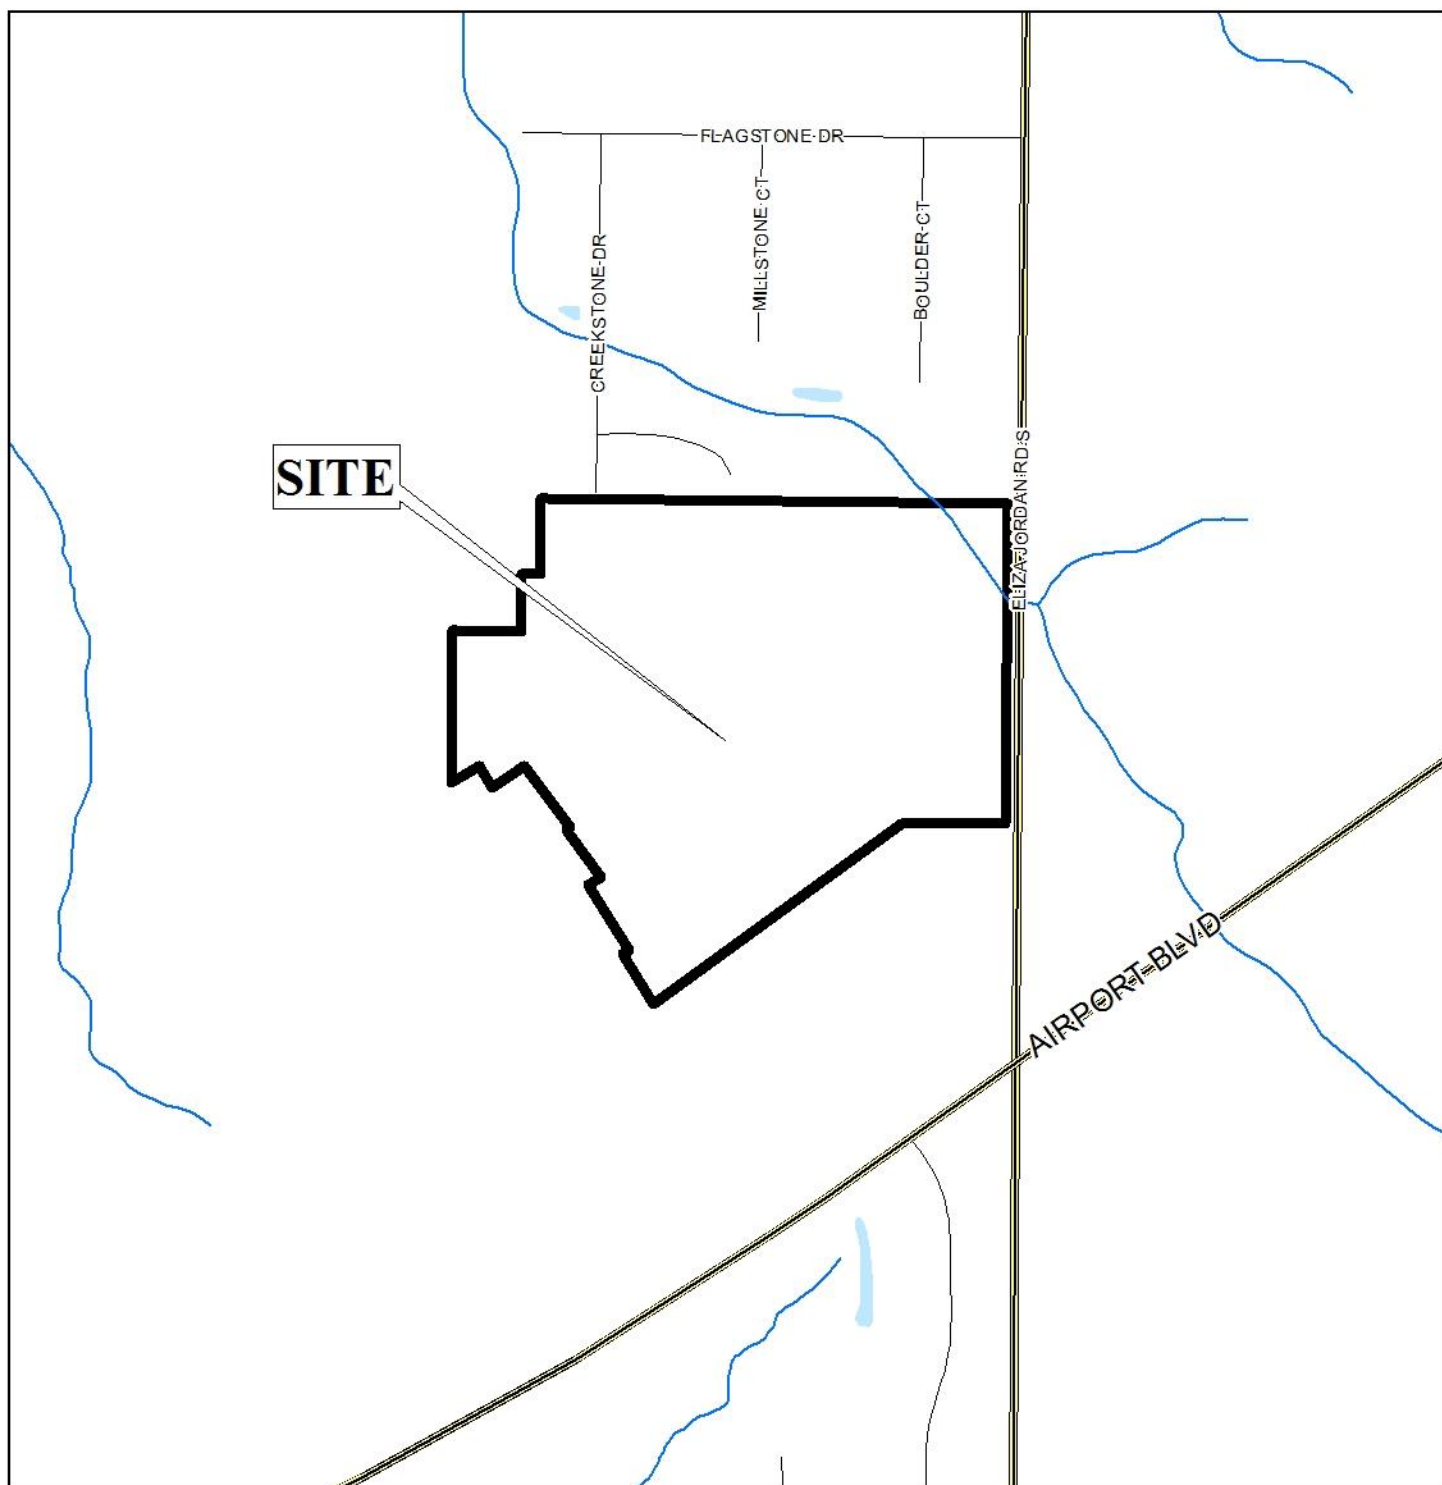 FLAGSTONE DR
CREEKSTONE DR
MILLSTONE CT
BOULDER CT
SITE
ELIZA JORDAN RD S
AIRPORT BLVD